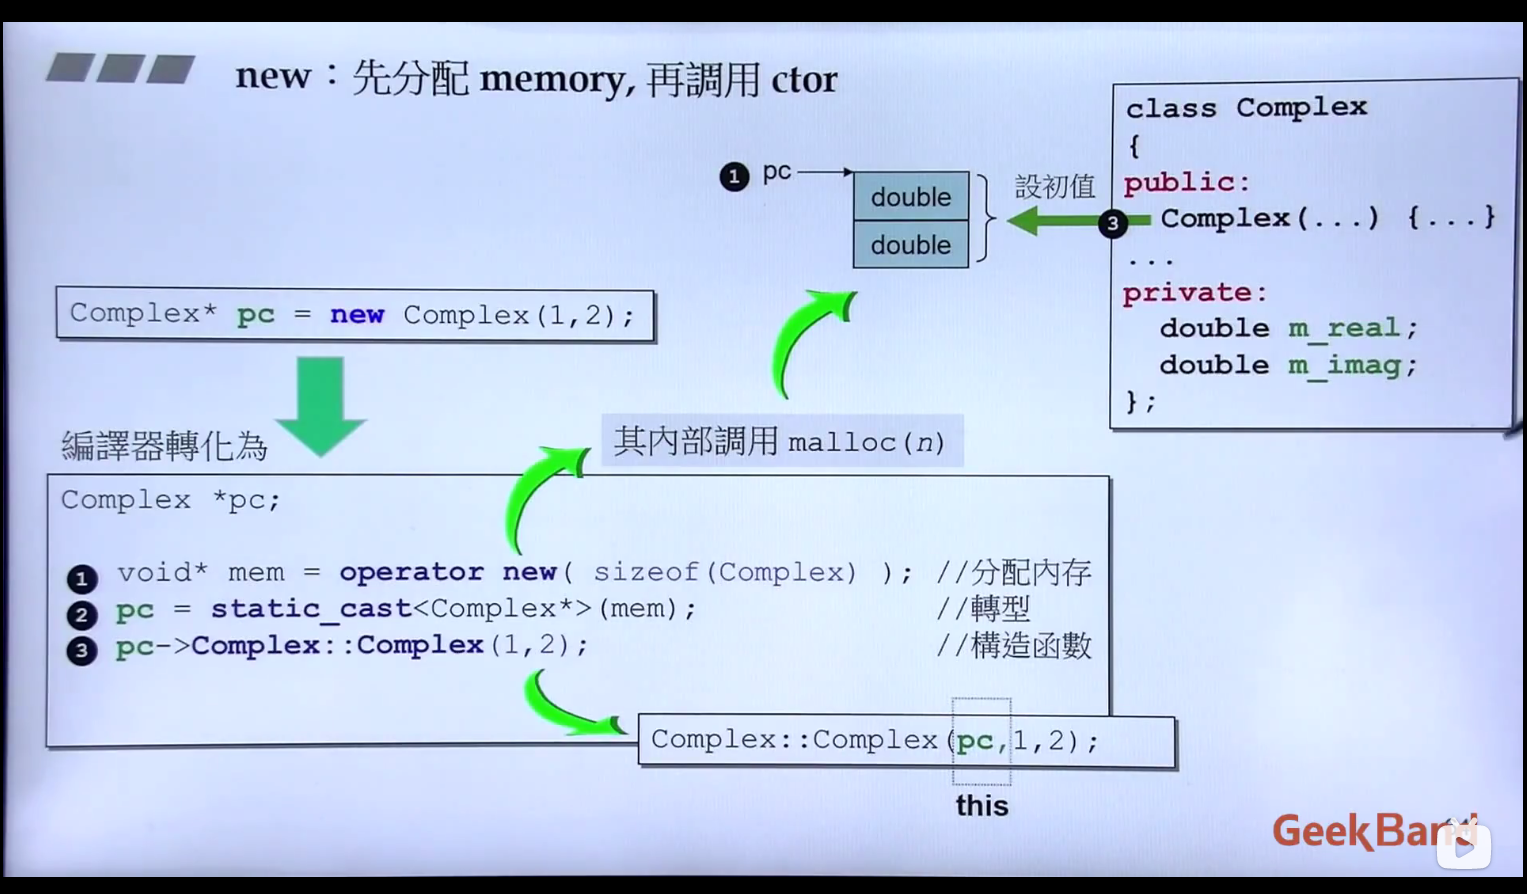 new：先分配 memory, 再調用 ctor
class Complex
{
public:
Complex(...) {...}
...
private:
double m_real;
double m_imag;
};
1 pc
double
double
設初值
3
Complex* pc = new Complex(1,2);
編譯器轉化為
其內部調用 malloc(n)
Complex *pc;
1 void* mem = operator new( sizeof(Complex) ); //分配內存
2 pc = static_cast<Complex*>(mem); //轉型
3 pc->Complex::Complex(1,2); //構造函數
Complex::Complex(pc,1,2);
this
GeekBand